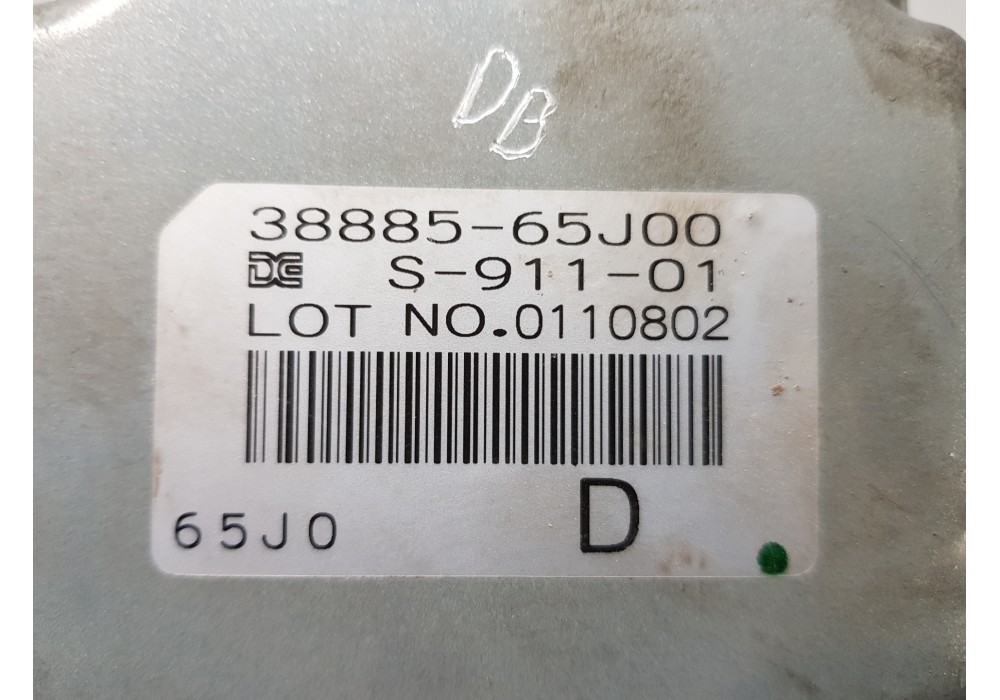 DB
38885-65J00
S-911-01
LOT NO.0110802
65J0 D